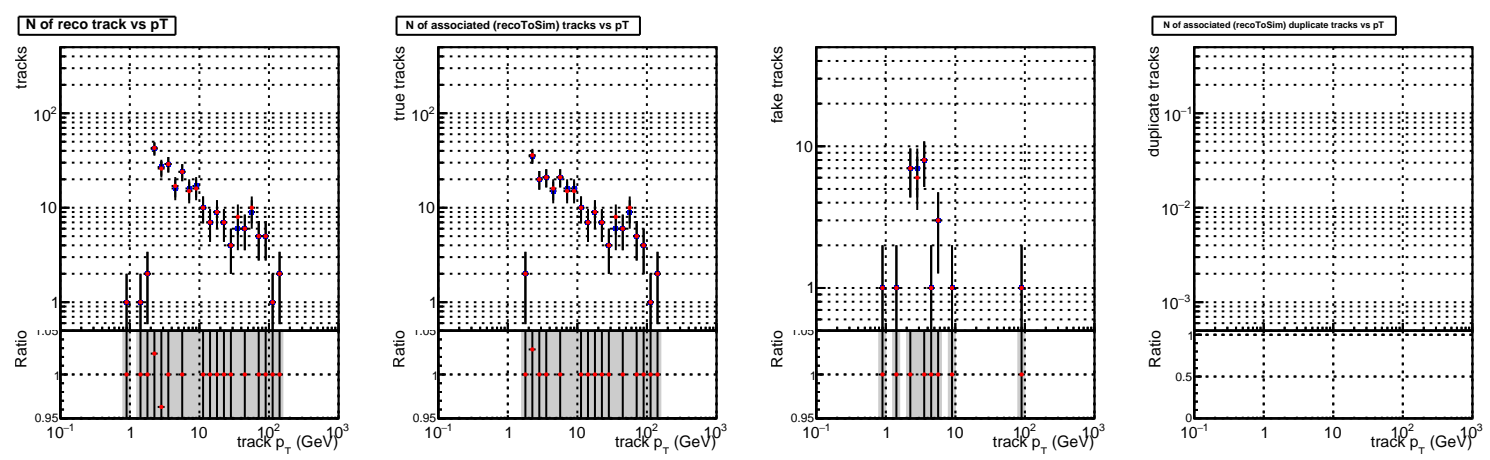 N of reco track vs pT
tracks
10²
10
1
Ratio
1.05
1
0.95
10⁻¹ 1 10 10² 10³
track p_T (GeV)
N of associated (recoToSim) tracks vs pT
true tracks
10²
10
1
Ratio
1.05
1
0.95
10⁻¹ 1 10 10² 10³
track p_T (GeV)
fake tracks
10
1
Ratio
1.05
1
0.95
10⁻¹ 1 10 10² 10³
track p_T (GeV)
N of associated (recoToSim) duplicate tracks vs pT
duplicate tracks
10⁻¹
10⁻²
10⁻³
Ratio
1
0.5
0
10⁻¹ 1 10 10² 10³
track p_T (GeV)